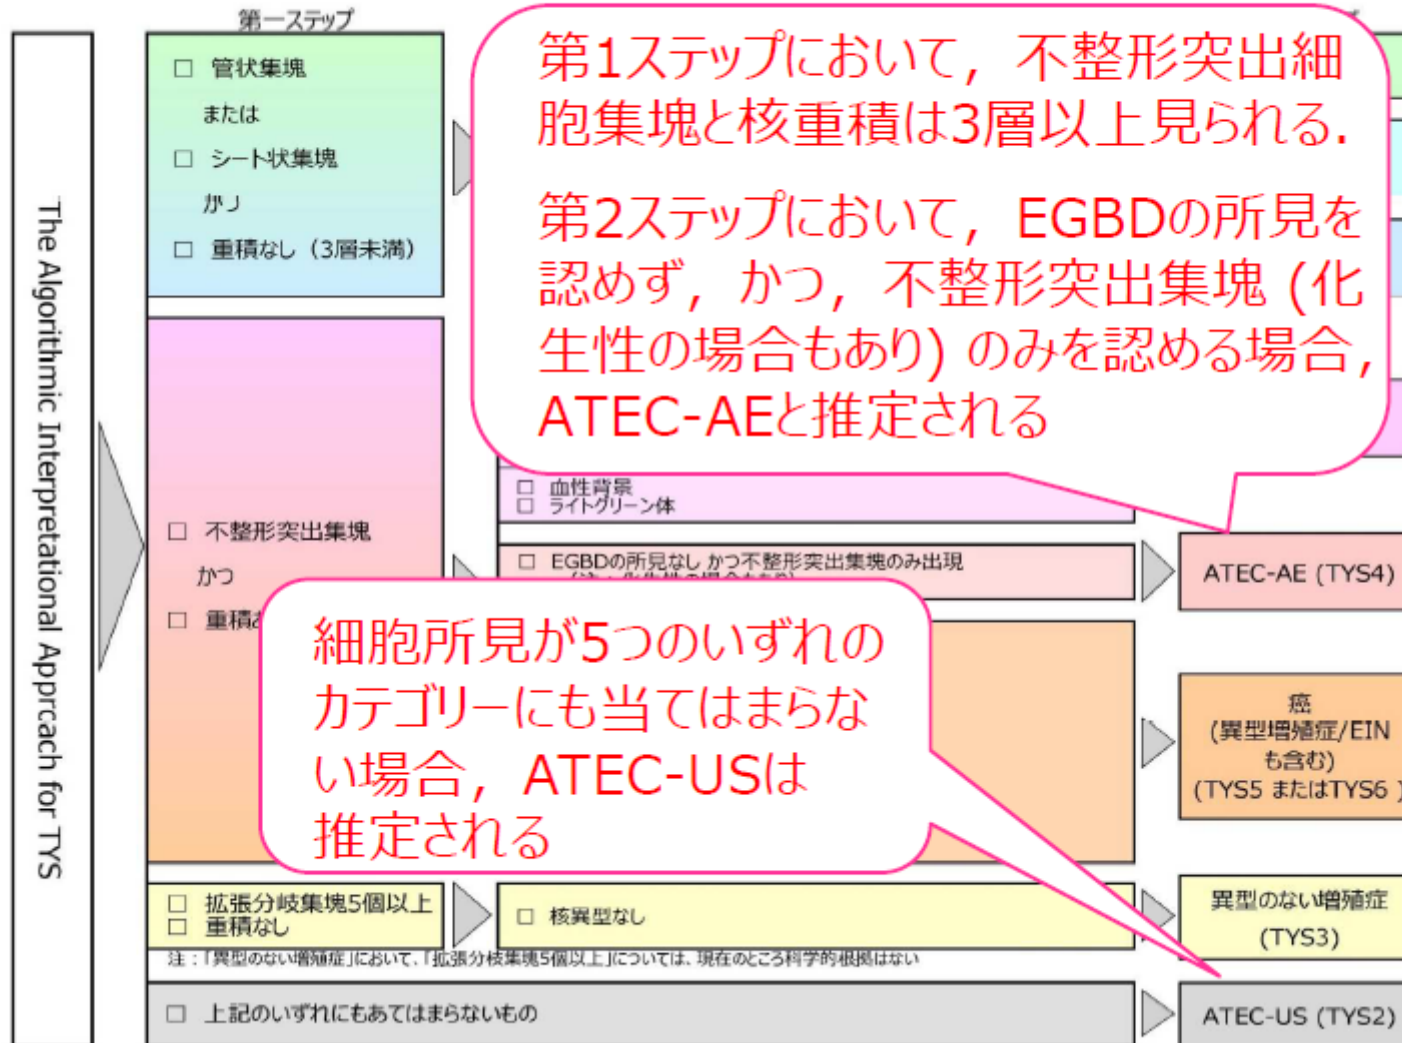 第一ステップ
The Algorithmic Interpretational Apprcach for TYS
□ 管状集塊
または
□ シート状集塊
かつ
□ 重積なし（3層未満）
第1ステップにおいて，不整形突出細
胞集塊と核重積は3層以上見られる．
第2ステップにおいて，EGBDの所見を
認めず，かつ，不整形突出集塊 (化
生性の場合もあり) のみを認める場合，
ATEC-AEと推定される
□ 血性背景
□ ライトグリーン体
□ 不整形突出集塊
かつ
□ 重積
□ EGBDの所見なし かつ不整形突出集塊のみ出現
ATEC-AE (TYS4)
細胞所見が5つのいずれの
カテゴリーにも当てはまらな
い場合，ATEC-USは
推定される
癌
(異型増殖症/EIN
も含む)
(TYS5 またはTYS6 )
□ 拡張分岐集塊5個以上
□ 重積なし
□ 核異型なし
異型のない増殖症
(TYS3)
注：「異型のない増殖症」において、「拡張分枝集塊5個以上」については、現在のところ科学的根拠はない
□ 上記のいずれにもあてはまらないもの
ATEC-US (TYS2)